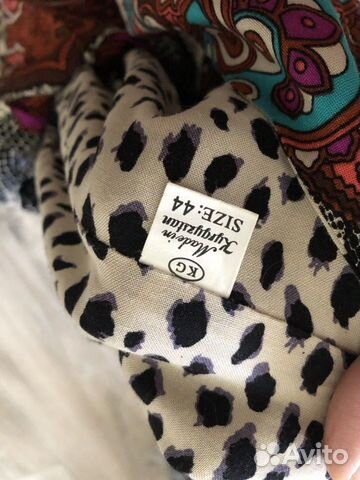 KG
Made in
Kyrgyzstan
SIZE: 44
Avito